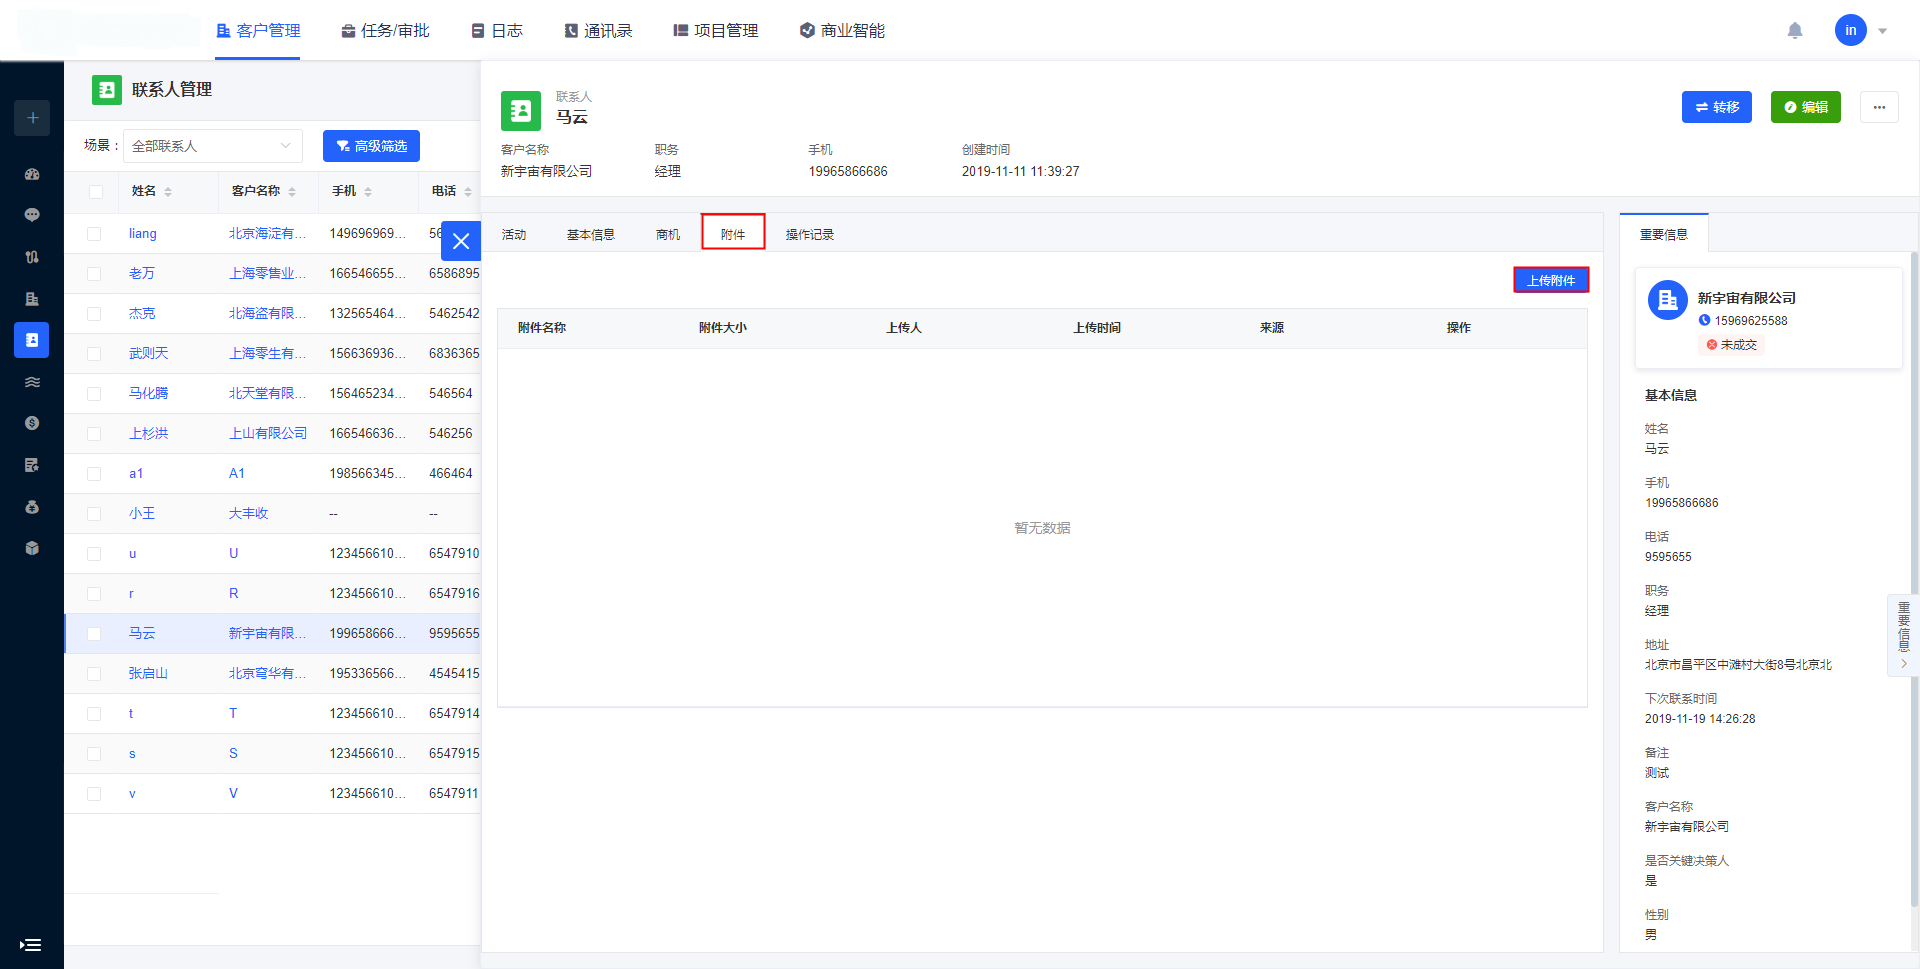 客户管理 任务/审批 日志 通讯录 项目管理 商业智能 in
联系人管理
场景： 全部联系人 高级筛选
姓名 客户名称 手机 电话
liang 北京海淀有... 149696969... 56
老万 上海零售业... 166546655... 6586895
杰克 北海盗有限... 132565464... 5462542
武则天 上海零生有... 156636936... 6836365
马化腾 北天堂有限... 156465234... 546564
上杉洪 上山有限公司 166546636... 546256
a1 A1 198566345... 466464
小王 大丰收 -- --
u U 123456610... 6547910
r R 123456610... 6547916
马云 新宇宙有限... 199658666... 9595655
张启山 北京穹华有... 195336566... 4545415
t T 123456610... 6547914
s S 123456610... 6547915
v V 123456610... 6547911
联系人
马云
转移 编辑 ...
客户名称 职务 手机 创建时间
新宇宙有限公司 经理 19965866686 2019-11-11 11:39:27
活动 基本信息 商机 附件 操作记录
上传附件
附件名称 附件大小 上传人 上传时间 来源 操作
暂无数据
重要信息
新宇宙有限公司
15969625588
未成交
基本信息
姓名
马云
手机
19965866686
电话
9595655
职务
经理
地址
北京市昌平区中滩村大街8号北京北
下次联系时间
2019-11-19 14:26:28
备注
测试
客户名称
新宇宙有限公司
是否关键决策人
是
性别
男
重要信息